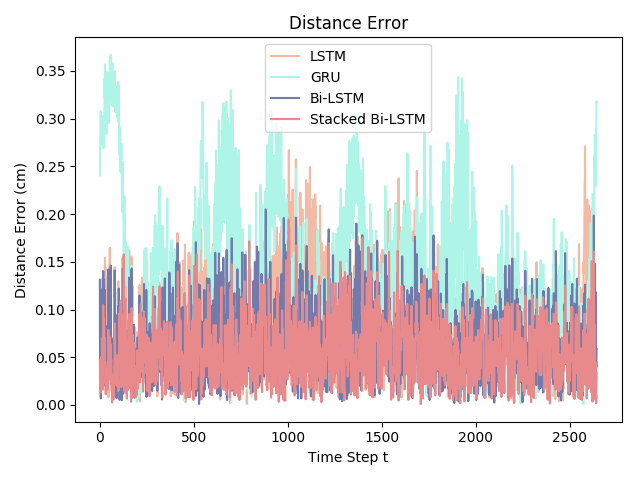 Distance Error
LSTM
GRU
Bi-LSTM
Stacked Bi-LSTM
Distance Error (cm)
0.35
0.30
0.25
0.20
0.15
0.10
0.05
0.00
0 500 1000 1500 2000 2500
Time Step t